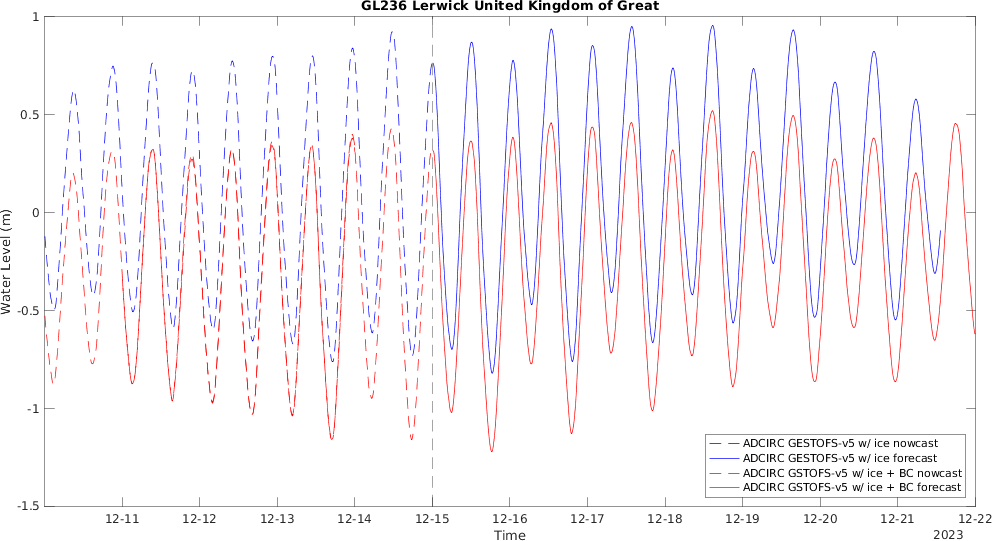 GL236 Lerwick United Kingdom of Great
1
0.5
0
-0.5
-1
-1.5
Water Level (m)
12-11 12-12 12-13 12-14 12-15 12-16 12-17 12-18 12-19 12-20 12-21 12-22
Time
2023
ADCIRC GESTOFS-v5 w/ ice nowcast
ADCIRC GESTOFS-v5 w/ ice forecast
ADCIRC GSTOFS-v5 w/ ice + BC nowcast
ADCIRC GSTOFS-v5 w/ ice + BC forecast